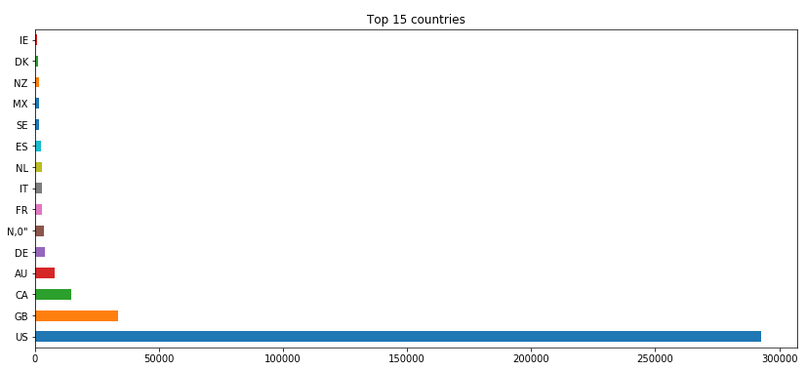 Top 15 countries
IE
DK
NZ
MX
SE
ES
NL
IT
FR
N,0"
DE
AU
CA
GB
US
0 50000 100000 150000 200000 250000 300000